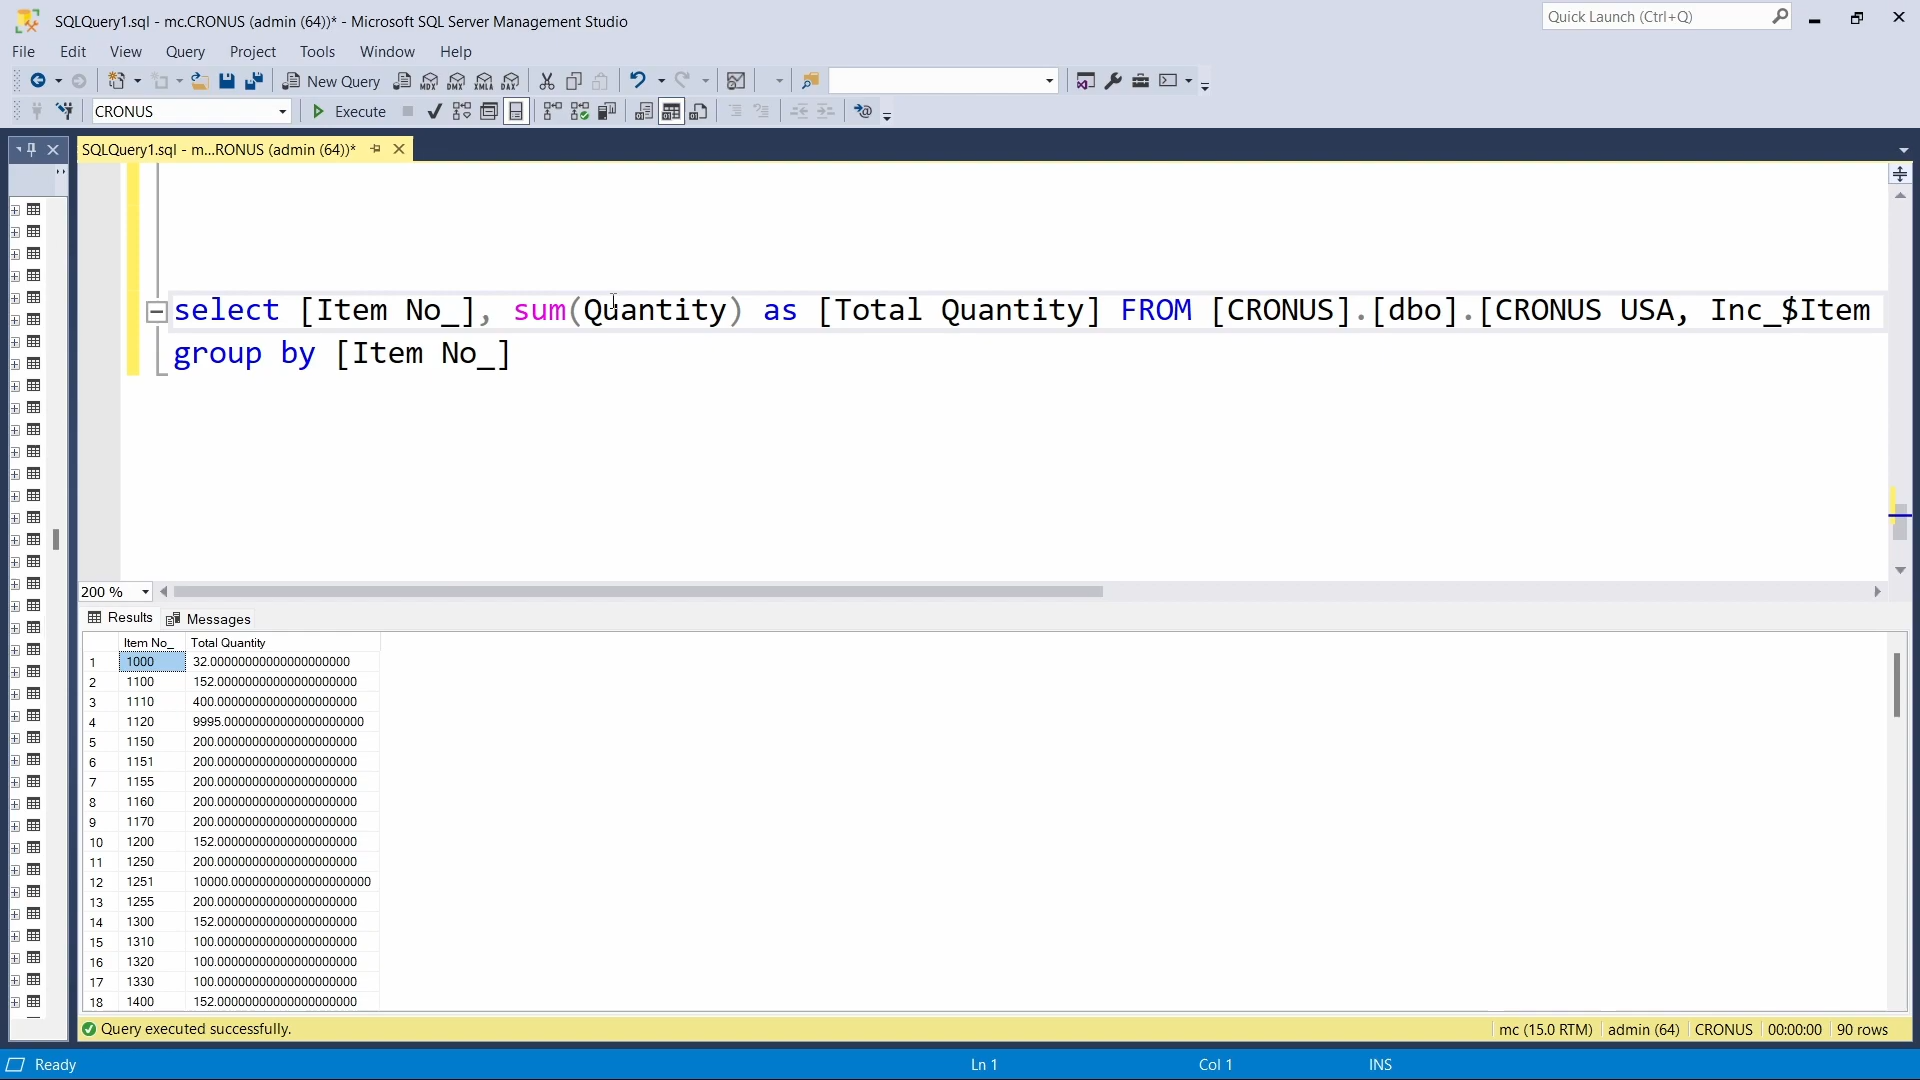 SQLQuery1.sql - mc.CRONUS (admin (64))* - Microsoft SQL Server Management Studio
Quick Launch (Ctrl+Q)
File Edit View Query Project Tools Window Help
New Query
MDX DMX XMLA DAX
CRONUS Execute
SQLQuery1.sql - m...RONUS (admin (64))*
select [Item No_], sum(Quantity) as [Total Quantity] FROM [CRONUS].[dbo].[CRONUS USA, Inc_$Item
group by [Item No_]
200 %
Results Messages
Item No_ Total Quantity
1 1000 32.00000000000000000000
2 1100 152.00000000000000000000
3 1110 400.00000000000000000000
4 1120 9995.00000000000000000000
5 1150 200.00000000000000000000
6 1151 200.00000000000000000000
7 1155 200.00000000000000000000
8 1160 200.00000000000000000000
9 1170 200.00000000000000000000
10 1200 152.00000000000000000000
11 1250 200.00000000000000000000
12 1251 10000.00000000000000000000
13 1255 200.00000000000000000000
14 1300 152.00000000000000000000
15 1310 100.00000000000000000000
16 1320 100.00000000000000000000
17 1330 100.00000000000000000000
18 1400 152.00000000000000000000
Query executed successfully. mc (15.0 RTM) admin (64) CRONUS 00:00:00 90 rows
Ready Ln 1 Col 1 INS